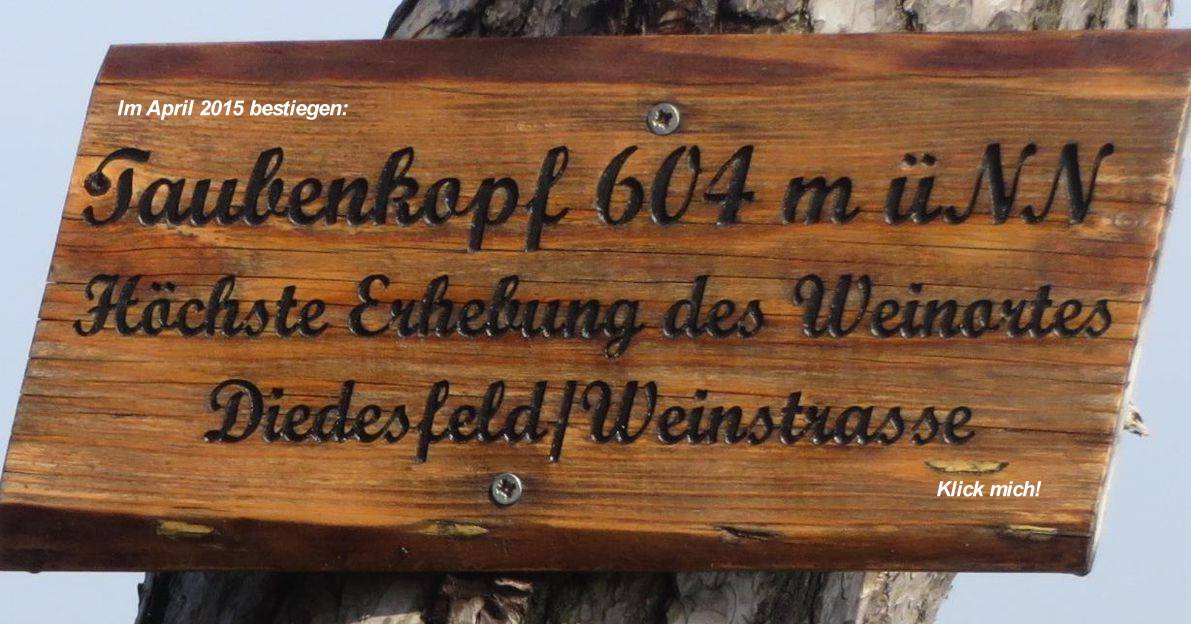 Im April 2015 bestiegen:
Taubenkopf 604 m üNN
Höchste Erhebung des Weinortes
Diedesfeld/Weinstrasse
Klick mich!